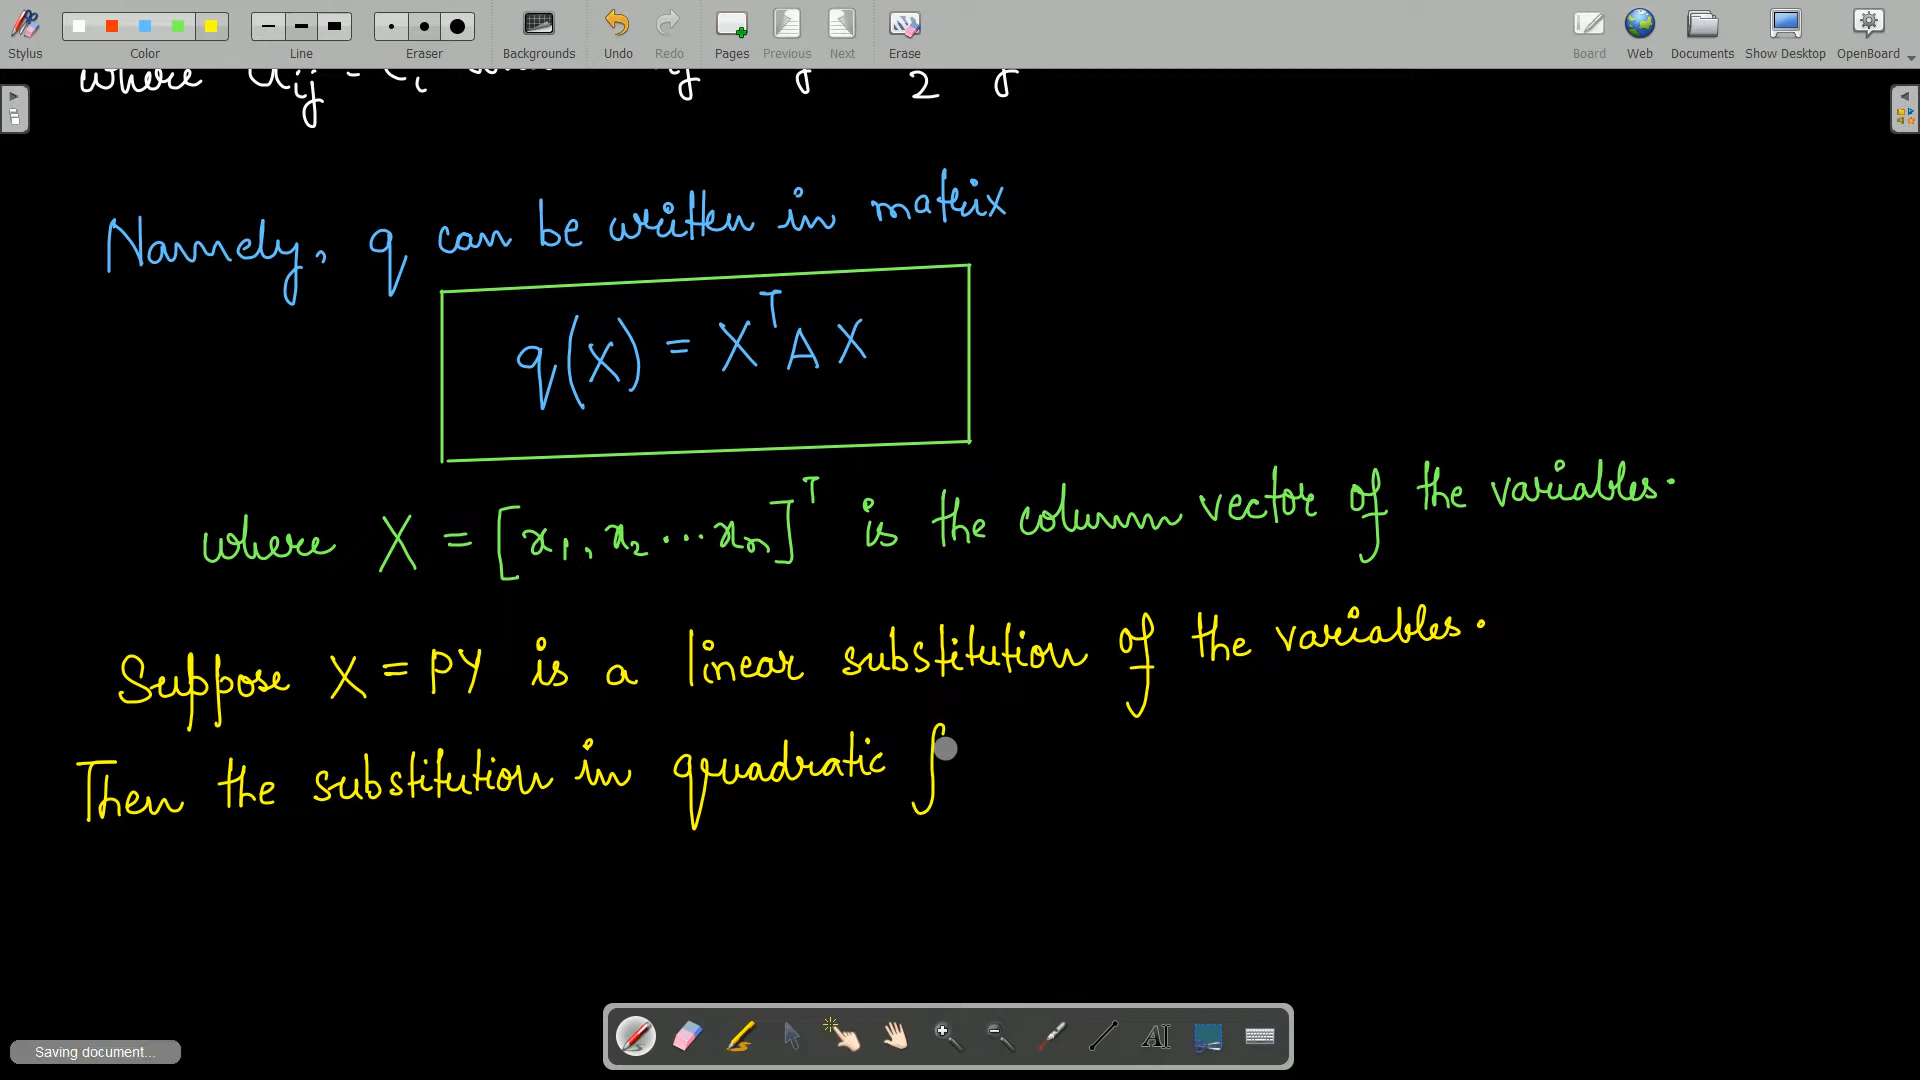 Stylus Color Line Eraser Backgrounds Undo Redo Pages Previous Next Erase Board Web Documents Show Desktop OpenBoard
where
Namely, q can be written in matrix
q(X) = X^T A X
where X = [x₁, x₂ ... xₙ]^T is the column vector of the variables.
Suppose X = PY is a linear substitution of the variables.
Then the substitution in quadratic f
AI
Saving document...